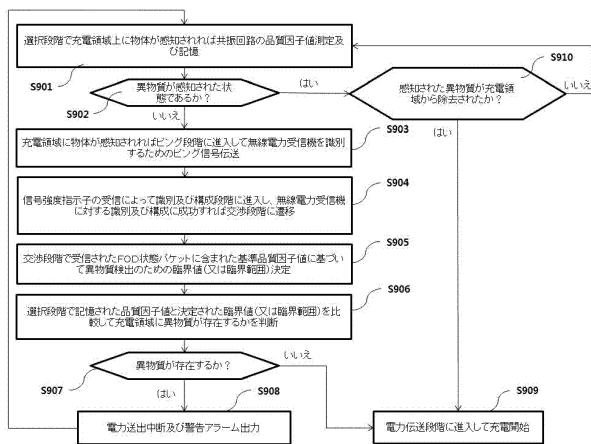 選択段階で充電領域上に物体が感知されれば共振回路の品質因子値測定及
び記憶
S901
異物質が感知された状
態であるか?
S902
はい
いいえ
感知された異物質が充電領
域から除去されたか?
S910
いいえ
はい
充電領域に物体が感知されればピング段階に進入して無線電力受信機を識別
するためのピング信号伝送
S903
信号強度指示子の受信によって識別及び構成段階に進入し、無線電力受信機
に対する識別及び構成に成功すれば交渉段階に遷移
S904
交渉段階で受信されたFOD状態パケットに含まれた基準品質因子値に基づい
て異物質検出のための臨界値(又は臨界範囲)決定
S905
選択段階で記憶された品質因子値と決定された臨界値(又は臨界範囲)を比
較して充電領域に異物質が存在するかを判断
S906
異物質が存在するか?
S907
いいえ
はい
電力送出中断及び警告アラーム出力
S908
電力伝送段階に進入して充電開始
S909